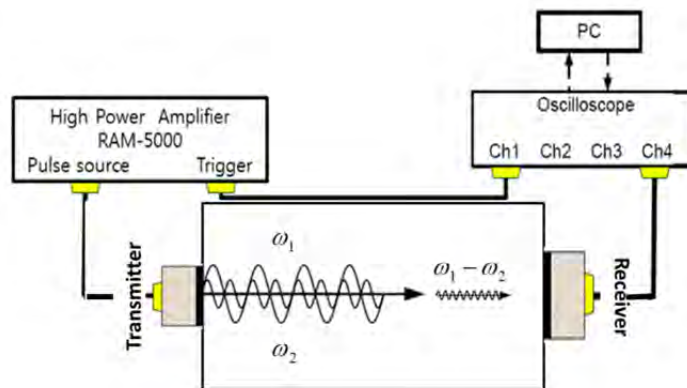 PC
High Power Amplifier
RAM-5000
Pulse source Trigger
Oscilloscope
Ch1 Ch2 Ch3 Ch4
Transmitter
ω₁
ω₂
ω₁ − ω₂
Receiver